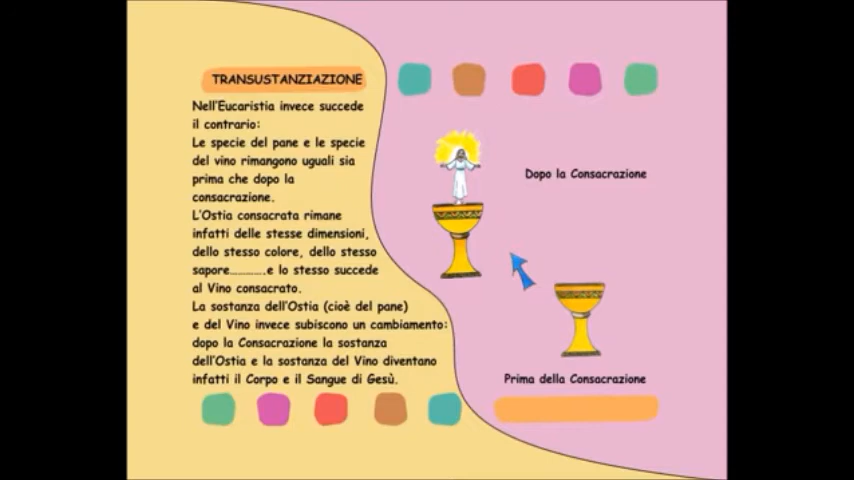 TRANSUSTANZIAZIONE
Nell'Eucaristia invece succede
il contrario:
Le specie del pane e le specie
del vino rimangono uguali sia
prima che dopo la
consacrazione.
L'Ostia consacrata rimane
infatti delle stesse dimensioni,
dello stesso colore, dello stesso
sapore..............e lo stesso succede
al Vino consacrato.
La sostanza dell'Ostia (cioè del pane)
e del Vino invece subiscono un cambiamento:
dopo la Consacrazione la sostanza
dell'Ostia e la sostanza del Vino diventano
infatti il Corpo e il Sangue di Gesù.
Dopo la Consacrazione
Prima della Consacrazione